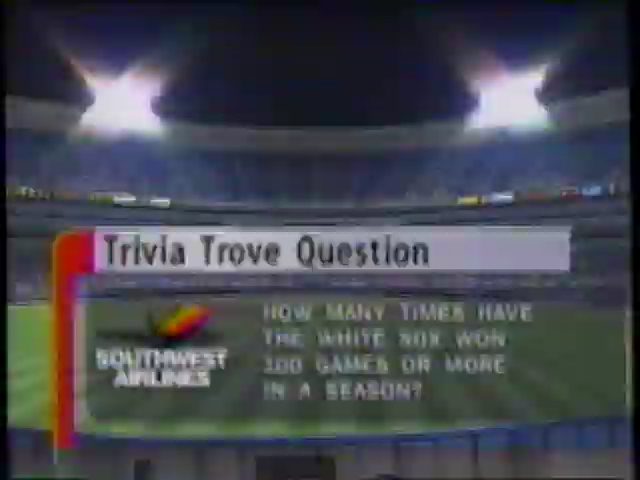 Trivia Trove Question
HOW MANY TIMES HAVE
THE WHITE SOX WON
100 GAMES OR MORE
IN A SEASON?
SOUTHWEST
AIRLINES